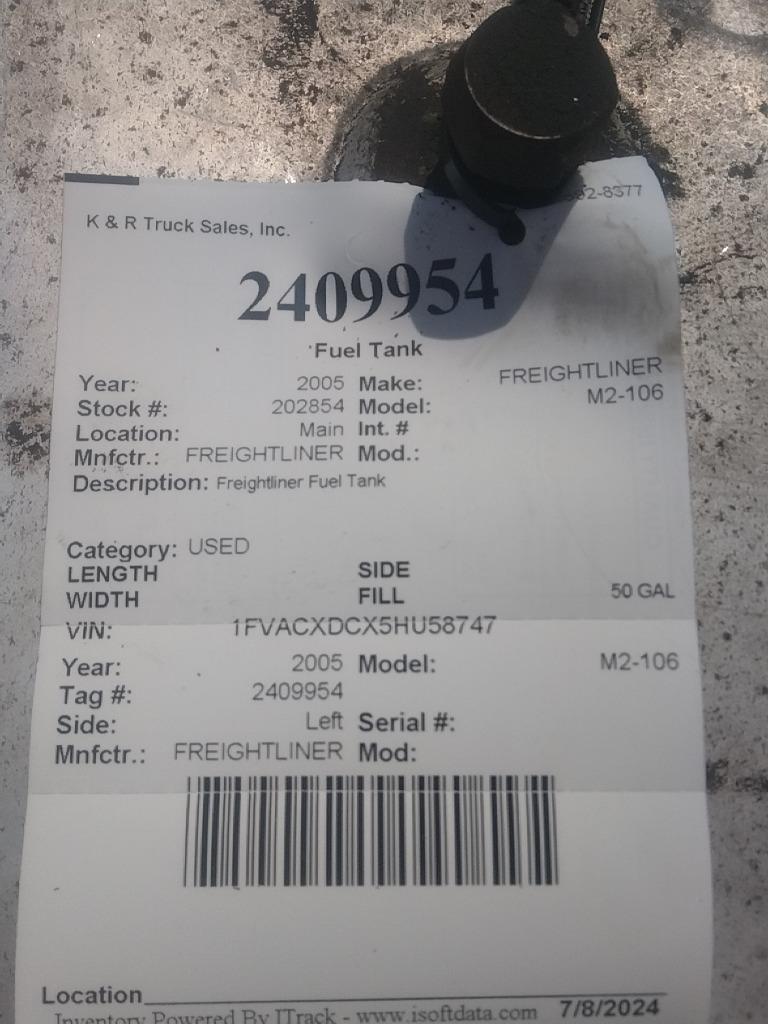 2-8377
K & R Truck Sales, Inc.
2409954
Fuel Tank
Year: 2005 Make: FREIGHTLINER
Stock #: 202854 Model: M2-106
Location: Main Int. #
Mnfctr.: FREIGHTLINER Mod.:
Description: Freightliner Fuel Tank
Category: USED
LENGTH SIDE
WIDTH FILL 50 GAL
VIN: 1FVACXDCX5HU58747
Year: 2005 Model: M2-106
Tag #: 2409954
Side: Left Serial #:
Mnfctr.: FREIGHTLINER Mod:
Location
Inventory Powered By ITrack - www.isoftdata.com 7/8/2024